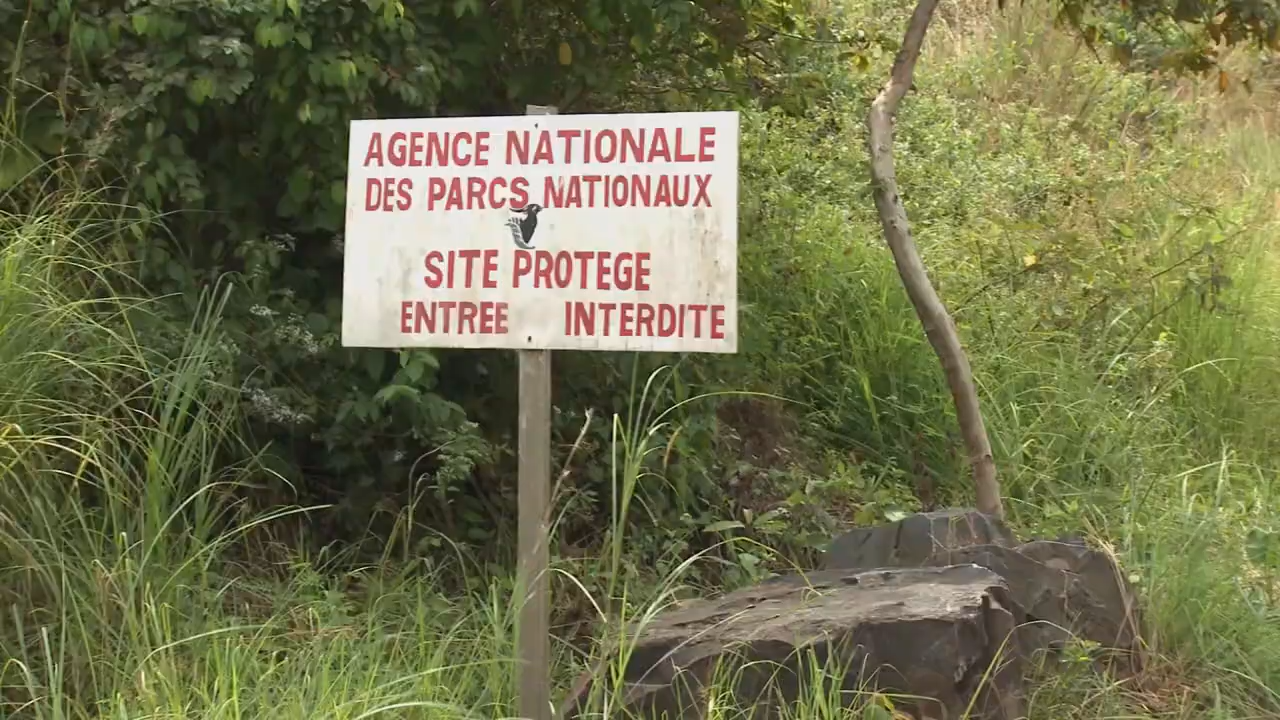 AGENCE NATIONALE
DES PARCS NATIONAUX
SITE PROTEGE
ENTREE INTERDITE